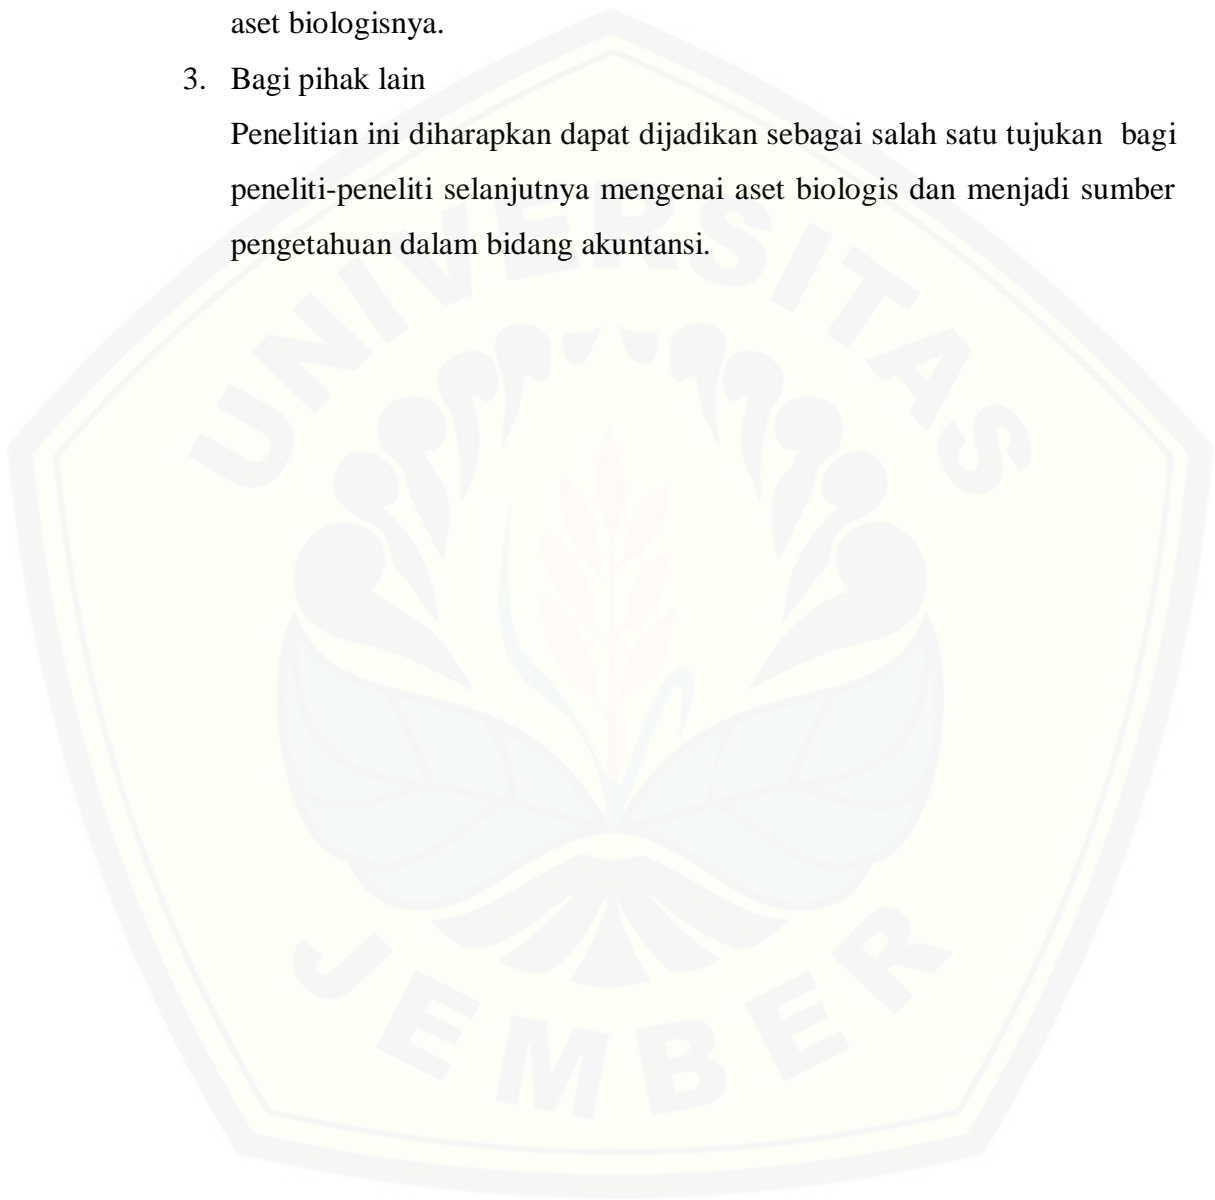 aset biologisnya.
3. Bagi pihak lain
Penelitian ini diharapkan dapat dijadikan sebagai salah satu tujukan bagi
peneliti-peneliti selanjutnya mengenai aset biologis dan menjadi sumber
pengetahuan dalam bidang akuntansi.
UNIVERSITAS
JEMBER